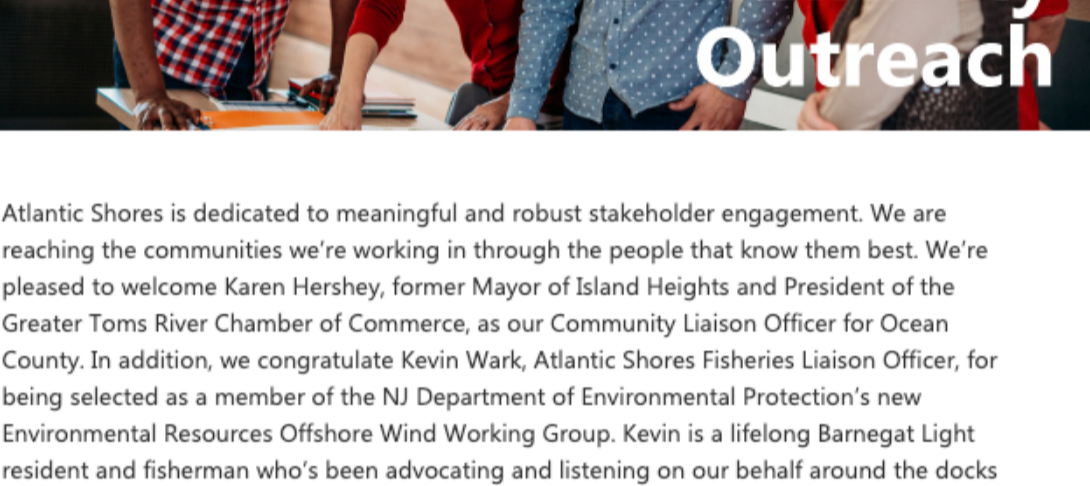 Outreach
Atlantic Shores is dedicated to meaningful and robust stakeholder engagement. We are
reaching the communities we're working in through the people that know them best. We're
pleased to welcome Karen Hershey, former Mayor of Island Heights and President of the
Greater Toms River Chamber of Commerce, as our Community Liaison Officer for Ocean
County. In addition, we congratulate Kevin Wark, Atlantic Shores Fisheries Liaison Officer, for
being selected as a member of the NJ Department of Environmental Protection's new
Environmental Resources Offshore Wind Working Group. Kevin is a lifelong Barnegat Light
resident and fisherman who's been advocating and listening on our behalf around the docks